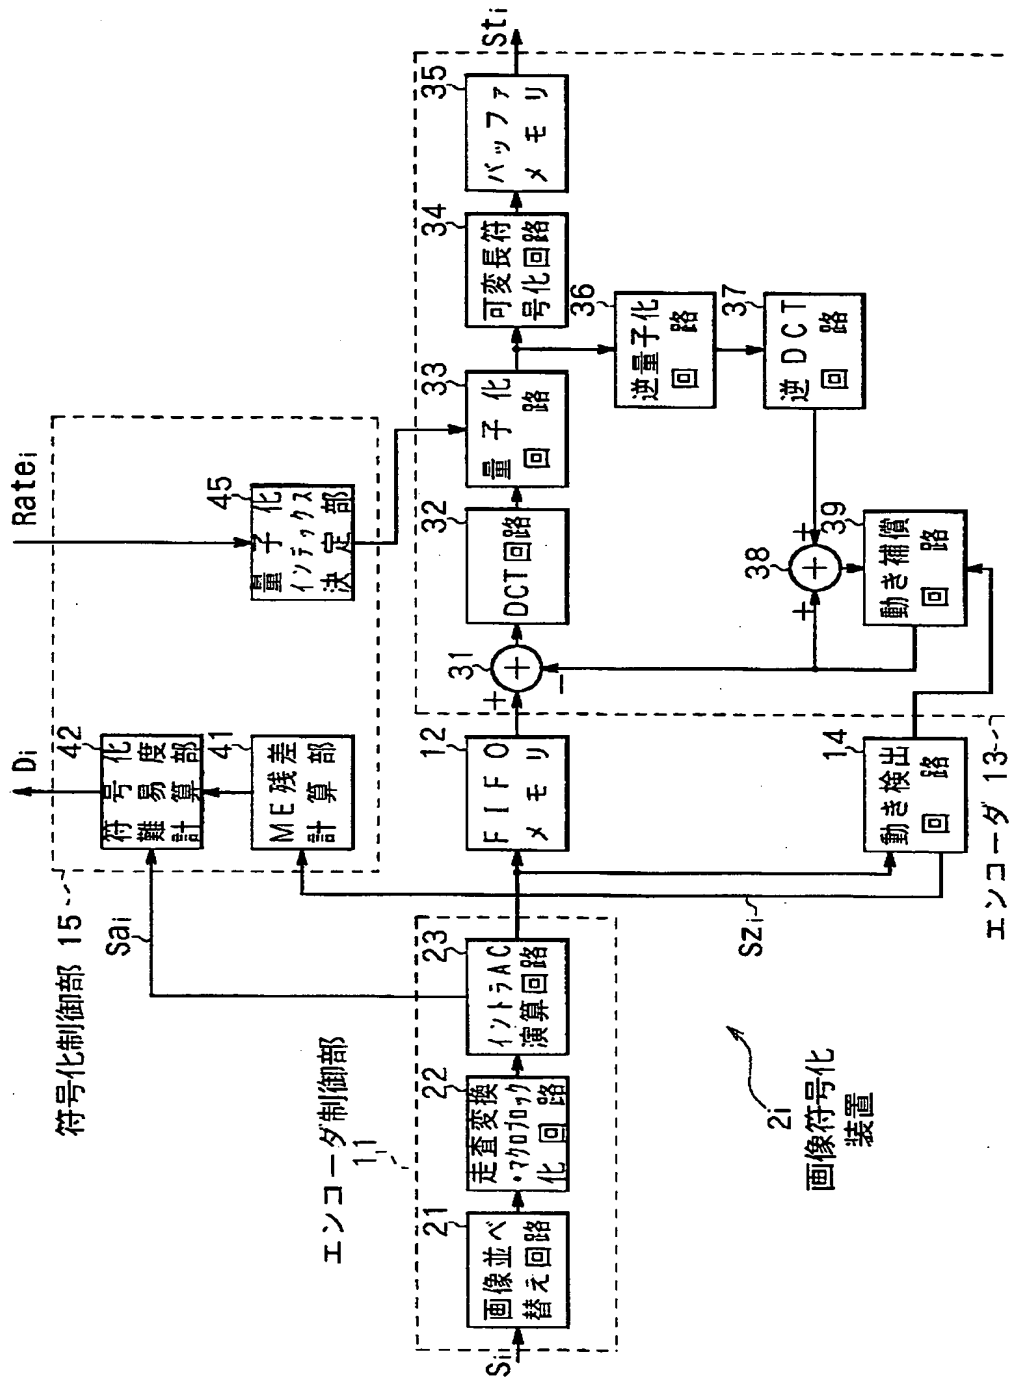 符号化制御部 15
Di
Ratei
42
符号化
難易度
計算部
45
量子化
インデックス
決定部
41
ME残差
計算部
Sai
エンコーダ制御部
11
Si
21
画像並べ
替え回路
22
走査変換
・マクロブロック
化回路
23
イントラAC
演算回路
12
FIFO
メモリ
31
+
+
−
32
DCT回路
33
量子化
回路
34
可変長符
号化回路
35
バッファ
メモリ
Sti
36
逆量子化
回路
37
逆DCT
回路
38
+
+
+
39
動き補償
回路
14
動き検出
回路
Szi
エンコーダ 13
2i
画像符号化
装置